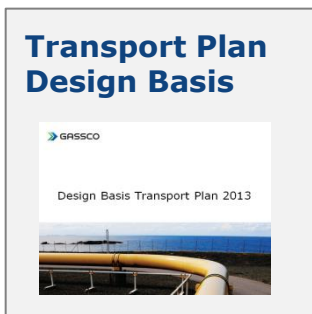 Transport Plan
Design Basis
GASSCO
Design Basis Transport Plan 2013